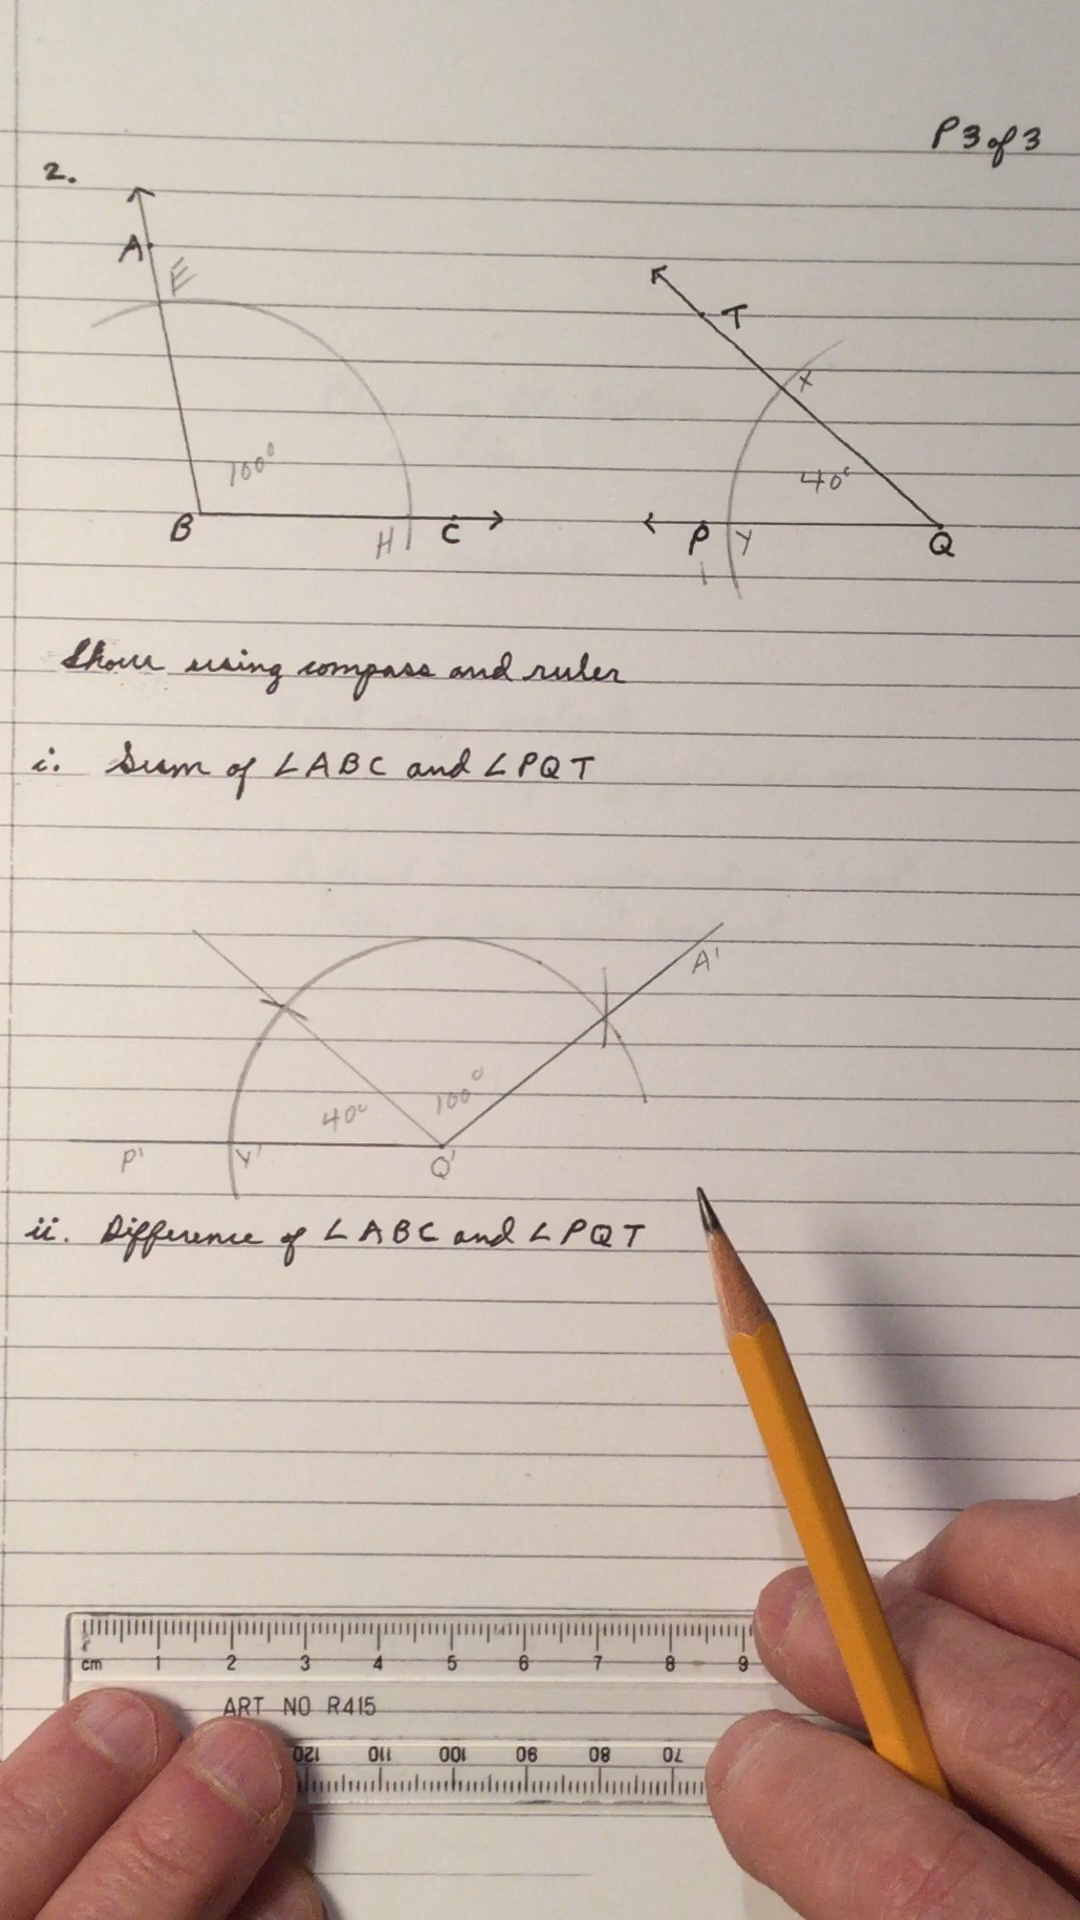 P3 of 3
2.
A
E
T
X
100°
40°
B
H
C
P
Y
Q
Show using compass and ruler
i. Sum of ∠ABC and ∠PQT
A'
40°
100°
P'
Y'
Q'
ii. Difference of ∠ABC and ∠PQT
cm 1 2 3 4 5 6 7 8 9
ART NO R415
120 110 100 90 80 70